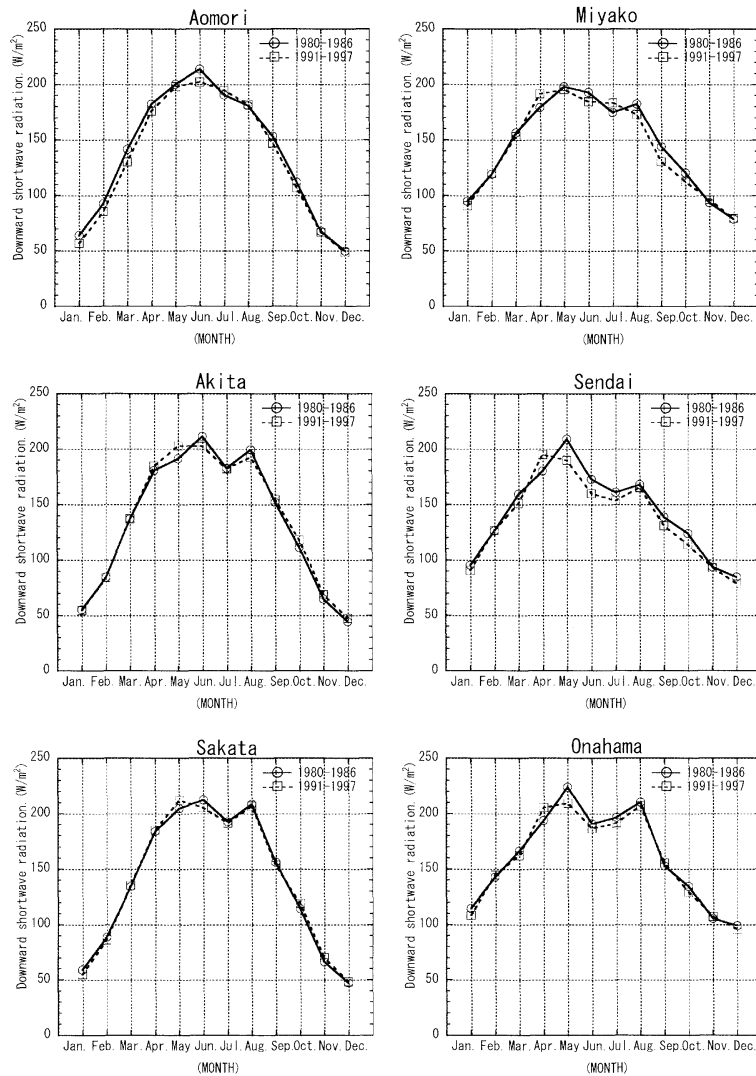 Aomori
Downward shortwave radiation. (W/m²)
250
200
150
100
50
0
1980-1986
1991-1997
Jan. Feb. Mar. Apr. May Jun. Jul. Aug. Sep. Oct. Nov. Dec.
(MONTH)
Miyako
Downward shortwave radiation. (W/m²)
250
200
150
100
50
0
1980-1986
1991-1997
Jan. Feb. Mar. Apr. May Jun. Jul. Aug. Sep. Oct. Nov. Dec.
(MONTH)
Akita
Downward shortwave radiation. (W/m²)
250
200
150
100
50
0
1980-1986
1991-1997
Jan. Feb. Mar. Apr. May Jun. Jul. Aug. Sep. Oct. Nov. Dec.
(MONTH)
Sendai
Downward shortwave radiation. (W/m²)
250
200
150
100
50
0
1980-1986
1991-1997
Jan. Feb. Mar. Apr. May Jun. Jul. Aug. Sep. Oct. Nov. Dec.
(MONTH)
Sakata
Downward shortwave radiation. (W/m²)
250
200
150
100
50
0
1980-1986
1991-1997
Jan. Feb. Mar. Apr. May Jun. Jul. Aug. Sep. Oct. Nov. Dec.
(MONTH)
Onahama
Downward shortwave radiation. (W/m²)
250
200
150
100
50
0
1980-1986
1991-1997
Jan. Feb. Mar. Apr. May Jun. Jul. Aug. Sep. Oct. Nov. Dec.
(MONTH)